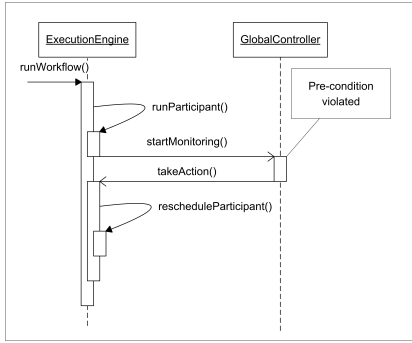 ExecutionEngine
GlobalController
runWorkflow()
Pre-condition
violated
runParticipant()
startMonitoring()
takeAction()
rescheduleParticipant()